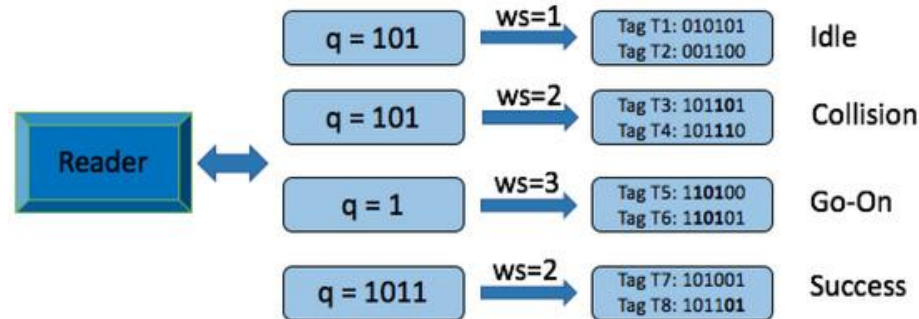 Reader
q = 101
ws=1
Tag T1: 010101
Tag T2: 001100
Idle
q = 101
ws=2
Tag T3: 101101
Tag T4: 101110
Collision
q = 1
ws=3
Tag T5: 110100
Tag T6: 110101
Go-On
q = 1011
ws=2
Tag T7: 101001
Tag T8: 101101
Success